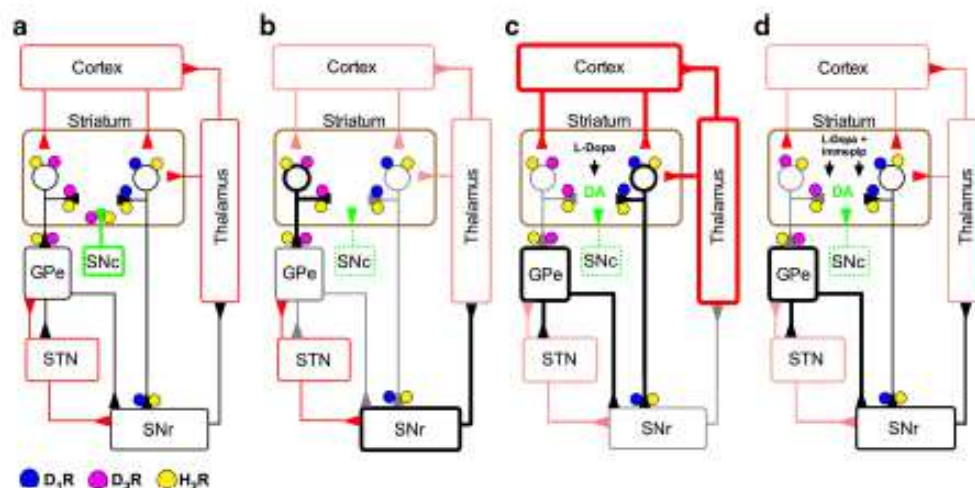 a
Cortex
Striatum
Thalamus
SNc
GPe
STN
SNr
b
Cortex
Striatum
Thalamus
SNc
GPe
STN
SNr
c
Cortex
Striatum
L-Dopa
DA
Thalamus
SNc
GPe
STN
SNr
d
Cortex
Striatum
L-Dopa +
immepip
DA
Thalamus
SNc
GPe
STN
SNr
D₁R D₂R H₃R